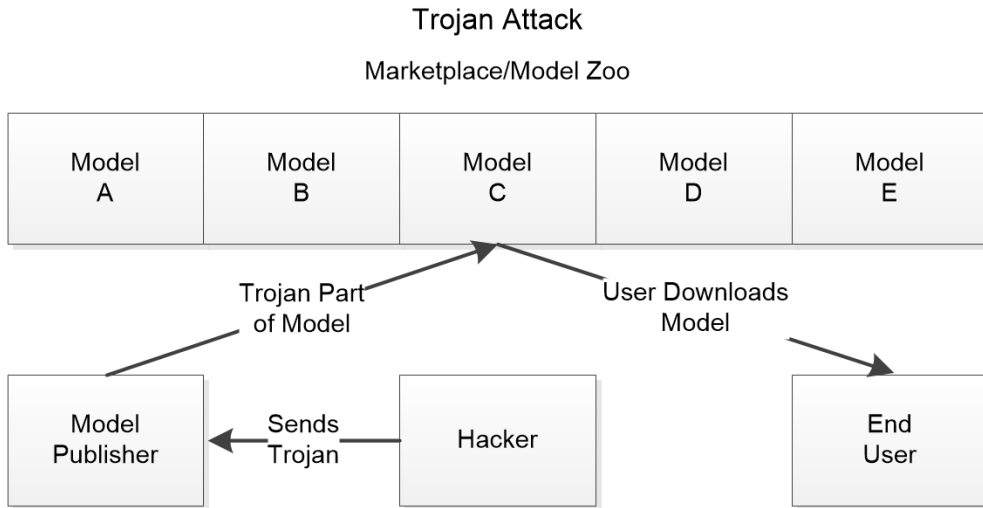 Trojan Attack
Marketplace/Model Zoo
Model
A
Model
B
Model
C
Model
D
Model
E
Trojan Part
of Model
User Downloads
Model
Model
Publisher
Sends
Trojan
Hacker
End
User